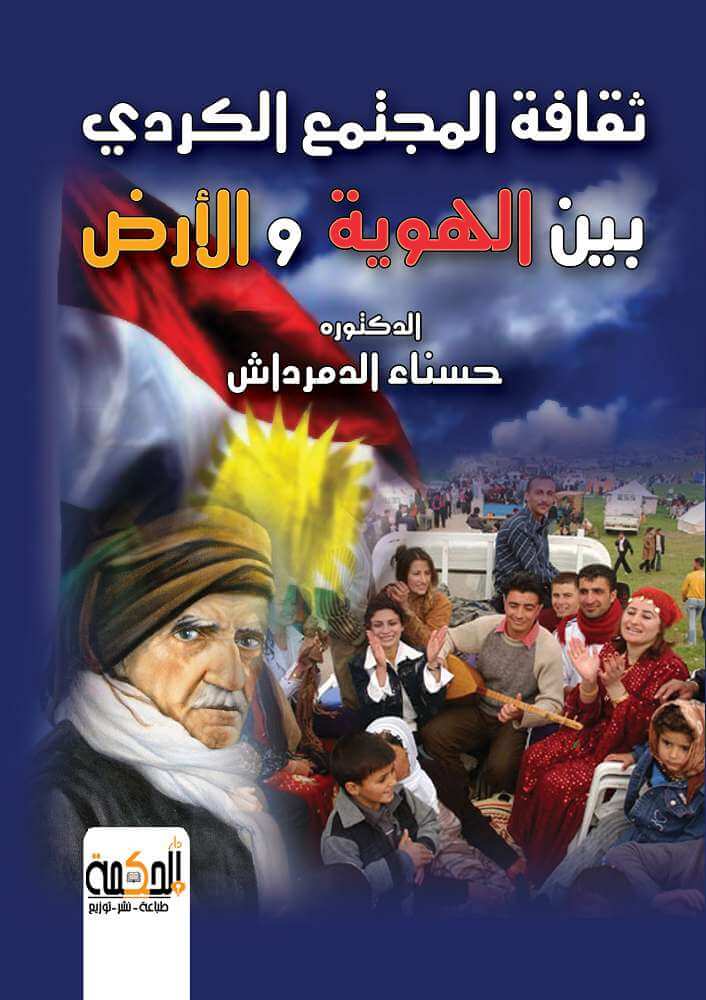 ثقافة المجتمع الكردي
بين الهوية و الأرض
الدكتوره
حسناء الدمرداش
دار
الحكمة
طباعة - نشر - توزيع